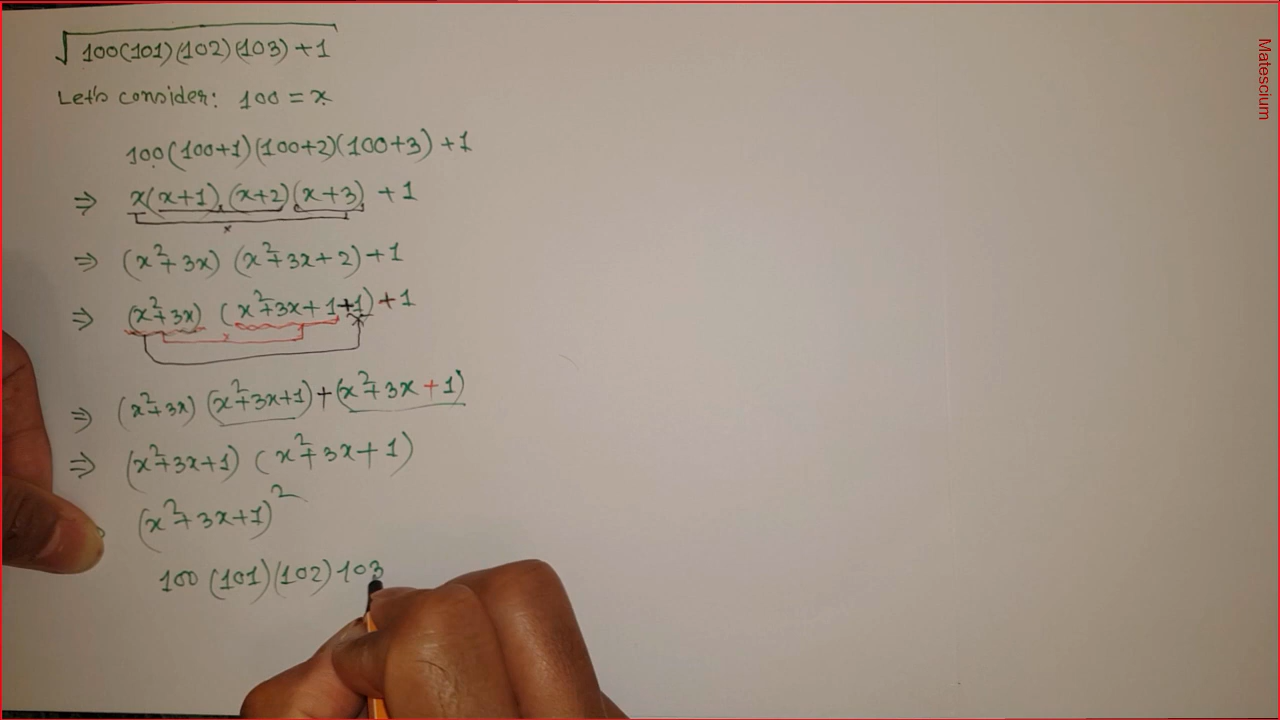 √100(101)(102)(103)+1
Let's consider: 100 = x
100(100+1)(100+2)(100+3)+1
⇒ x(x+1)(x+2)(x+3) + 1
⇒ (x²+3x) (x²+3x+2)+1
⇒ (x²+3x) (x²+3x+1+1)+1
⇒ (x²+3x) (x²+3x+1)+(x²+3x+1)
⇒ (x²+3x+1) (x²+3x+1)
(x²+3x+1)²
100 (101)(102)103
Matescium